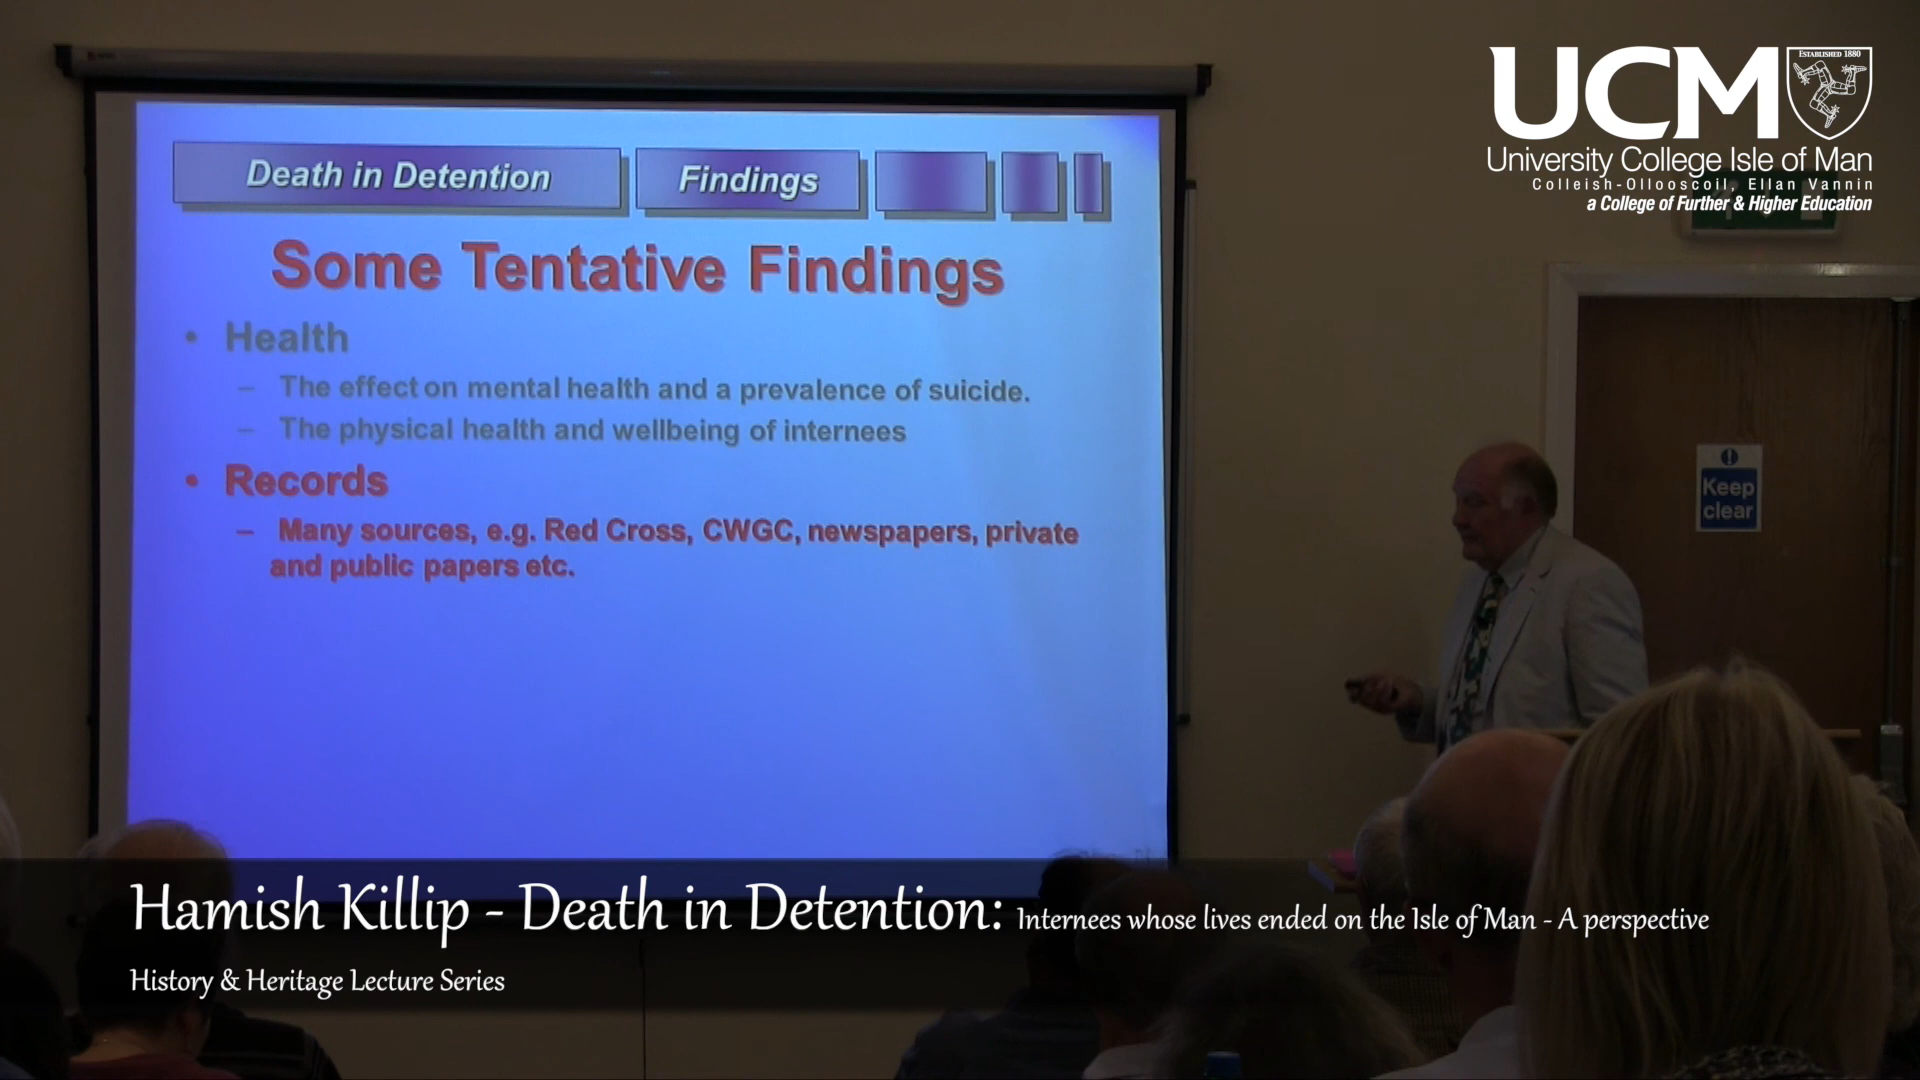 UCM
ESTABLISHED 1880
University College Isle of Man
Colleish-Ollooscoil, Ellan Vannin
a College of Further & Higher Education
Death in Detention
Findings
Some Tentative Findings
• Health
– The effect on mental health and a prevalence of suicide.
– The physical health and wellbeing of internees
• Records
– Many sources, e.g. Red Cross, CWGC, newspapers, private
and public papers etc.
Keep
clear
Hamish Killip - Death in Detention: Internees whose lives ended on the Isle of Man - A perspective
History & Heritage Lecture Series